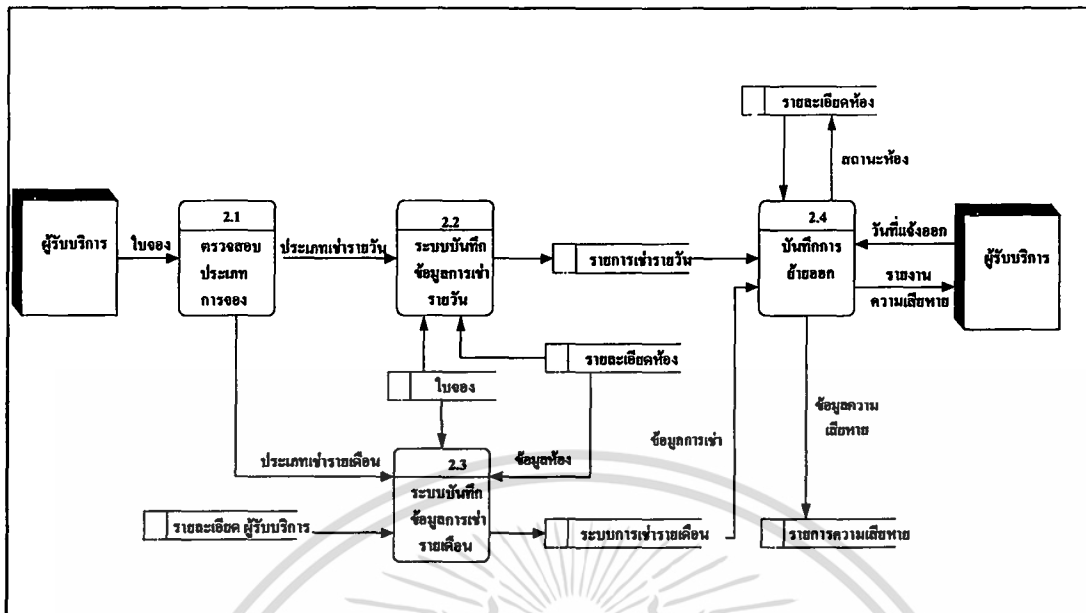 รายละเอียดห้อง
สถานะห้อง
ผู้รับบริการ
ใบจอง
2.1
ตรวจสอบ
ประเภท
การจอง
ประเภทเช่ารายวัน
2.2
ระบบบันทึก
ข้อมูลการเช่า
รายวัน
รายการเช่ารายวัน
2.4
บันทึกการ
ย้ายออก
วันที่แจ้งออก
รายงาน
ความเสียหาย
ผู้รับบริการ
รายละเอียดห้อง
ใบจอง
ข้อมูลความ
เสียหาย
ข้อมูลการเช่า
ประเภทเช่ารายเดือน
2.3
ระบบบันทึก
ข้อมูลการเช่า
รายเดือน
ข้อมูลห้อง
รายละเอียด ผู้รับบริการ
ระบบการเช่ารายเดือน
รายการความเสียหาย